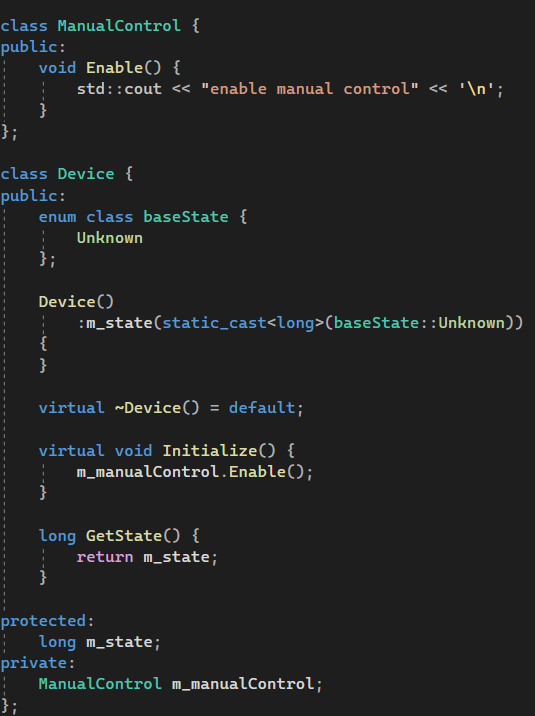 class ManualControl {
public:
    void Enable() {
        std::cout << "enable manual control" << '\n';
    }
};

class Device {
public:
    enum class baseState {
        Unknown
    };

    Device()
        :m_state(static_cast<long>(baseState::Unknown))
    {
    }

    virtual ~Device() = default;

    virtual void Initialize() {
        m_manualControl.Enable();
    }

    long GetState() {
        return m_state;
    }

protected:
    long m_state;
private:
    ManualControl m_manualControl;
};